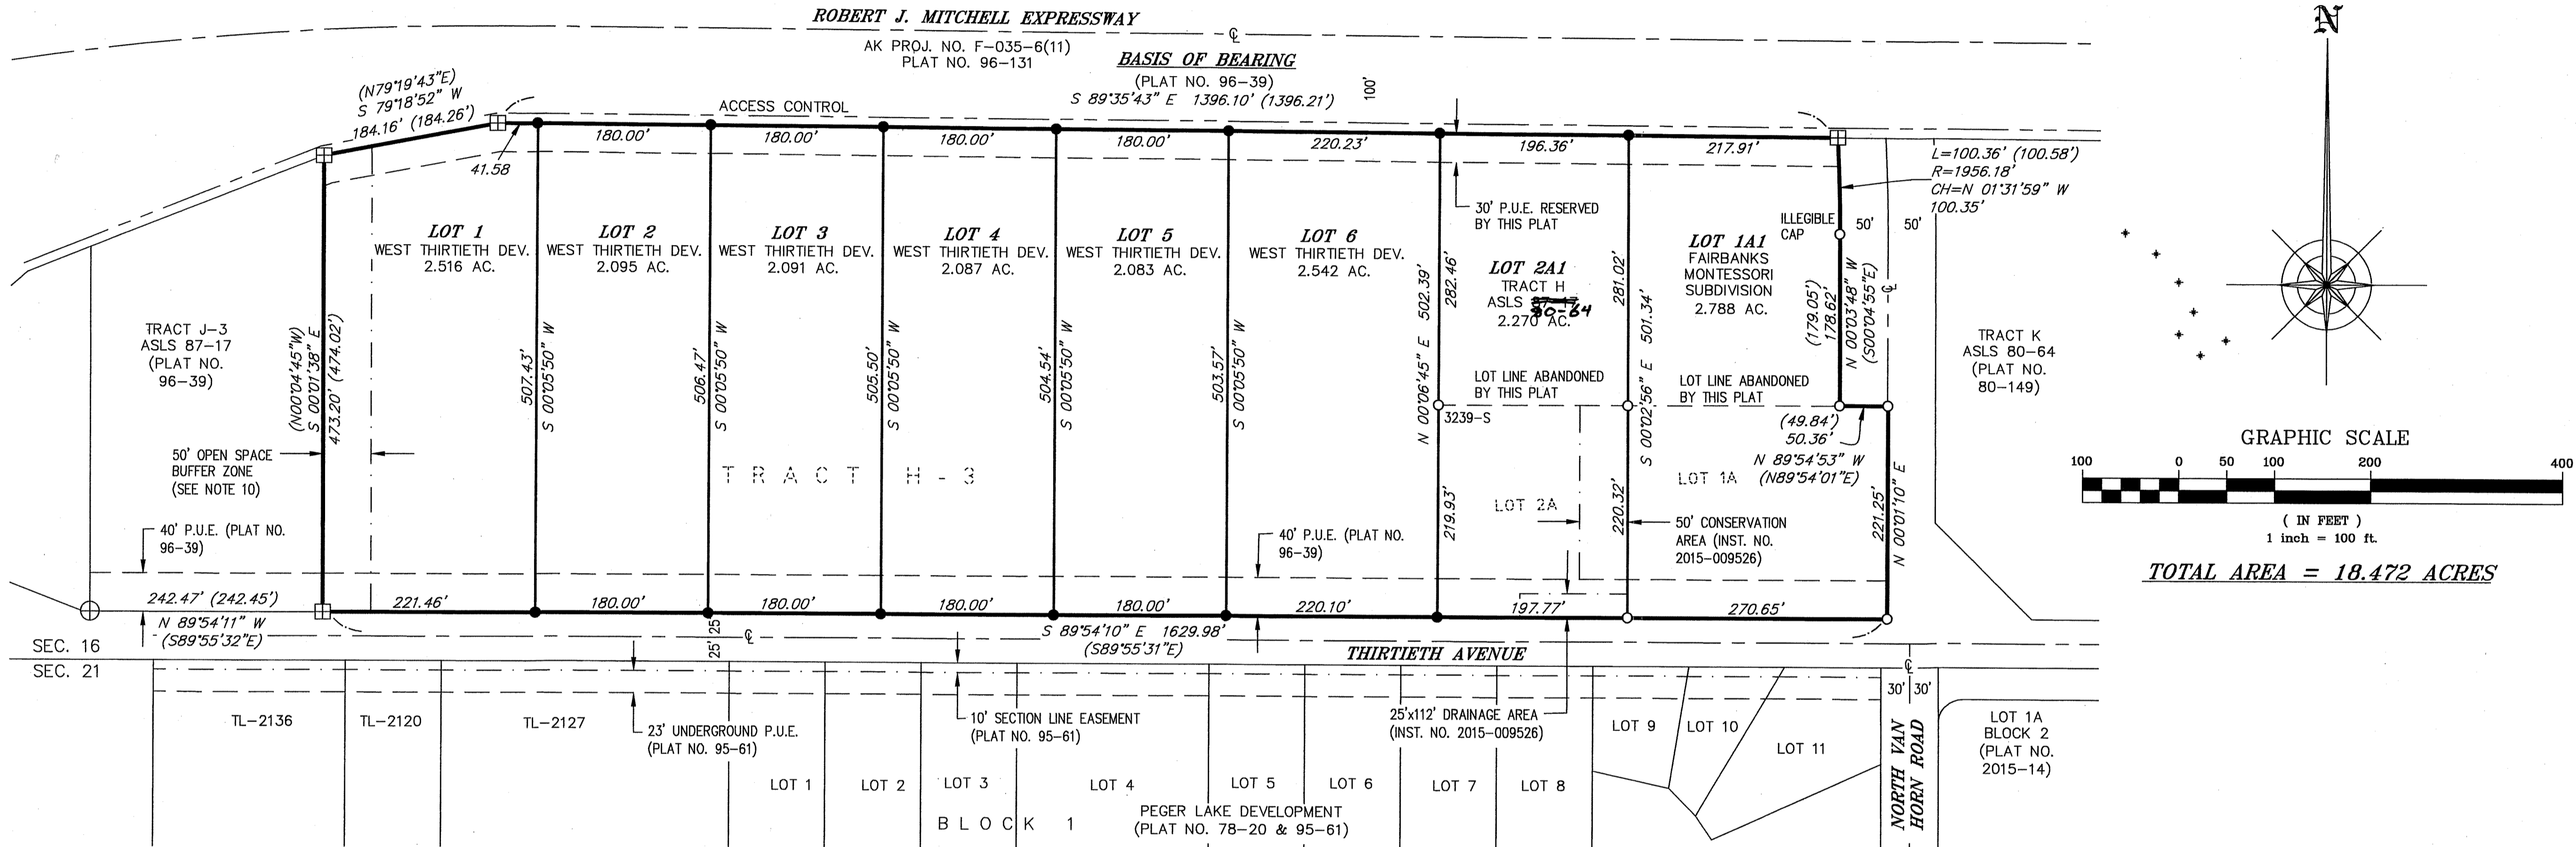 ROBERT J. MITCHELL EXPRESSWAY
AK PROJ. NO. F-035-6(11)
PLAT NO. 96-131
BASIS OF BEARING
(PLAT NO. 96-39)
S 89°35'43" E 1396.10' (1396.21')
100'
N
(N79°19'43"E)
S 79°18'52" W
184.16' (184.26')
ACCESS CONTROL
41.58
180.00'
180.00'
180.00'
180.00'
220.23'
196.36'
217.91'
L=100.36' (100.58')
R=1956.18'
CH=N 01°31'59" W
100.35'
30' P.U.E. RESERVED
BY THIS PLAT
ILLEGIBLE
CAP
50'
50'
LOT 1
WEST THIRTIETH DEV.
2.516 AC.
LOT 2
WEST THIRTIETH DEV.
2.095 AC.
LOT 3
WEST THIRTIETH DEV.
2.091 AC.
LOT 4
WEST THIRTIETH DEV.
2.087 AC.
LOT 5
WEST THIRTIETH DEV.
2.083 AC.
LOT 6
WEST THIRTIETH DEV.
2.542 AC.
LOT 2A1
TRACT H
ASLS 87-17
80-64
2.270 AC.
LOT 1A1
FAIRBANKS
MONTESSORI
SUBDIVISION
2.788 AC.
TRACT J-3
ASLS 87-17
(PLAT NO.
96-39)
(N00°04'45"W)
S 00°01'38" E
473.20' (474.02')
507.43'
S 00°05'50" W
506.47'
S 00°05'50" W
505.50'
S 00°05'50" W
504.54'
S 00°05'50" W
503.57'
S 00°05'50" W
N 00°06'45" E 502.39'
282.46'
219.93'
281.02'
220.32'
S 00°02'56" E 501.34'
(179.05')
178.62'
N 00°03'48" W
(S00°04'55"E)
TRACT K
ASLS 80-64
(PLAT NO.
80-149)
LOT LINE ABANDONED
BY THIS PLAT
LOT LINE ABANDONED
BY THIS PLAT
3239-S
(49.84')
50.36'
N 89°54'53" W
(N89°54'01"E)
221.25'
N 00°01'10" E
50' OPEN SPACE
BUFFER ZONE
(SEE NOTE 10)
TRACT H-3
LOT 2A
LOT 1A
50' CONSERVATION
AREA (INST. NO.
2015-009526)
40' P.U.E. (PLAT NO.
96-39)
40' P.U.E. (PLAT NO.
96-39)
GRAPHIC SCALE
100 0 50 100 200 400
( IN FEET )
1 inch = 100 ft.
TOTAL AREA = 18.472 ACRES
242.47' (242.45')
N 89°54'11" W
(S89°55'32"E)
221.46'
180.00'
180.00'
180.00'
180.00'
220.10'
197.77'
270.65'
25'
25'
S 89°54'10" E 1629.98'
(S89°55'31"E)
THIRTIETH AVENUE
SEC. 16
SEC. 21
TL-2136
TL-2120
TL-2127
23' UNDERGROUND P.U.E.
(PLAT NO. 95-61)
10' SECTION LINE EASEMENT
(PLAT NO. 95-61)
25'x112' DRAINAGE AREA
(INST. NO. 2015-009526)
LOT 1
LOT 2
LOT 3
LOT 4
LOT 5
LOT 6
LOT 7
LOT 8
LOT 9
LOT 10
LOT 11
BLOCK 1
PEGER LAKE DEVELOPMENT
(PLAT NO. 78-20 & 95-61)
30'
30'
NORTH VAN
HORN ROAD
LOT 1A
BLOCK 2
(PLAT NO.
2015-14)